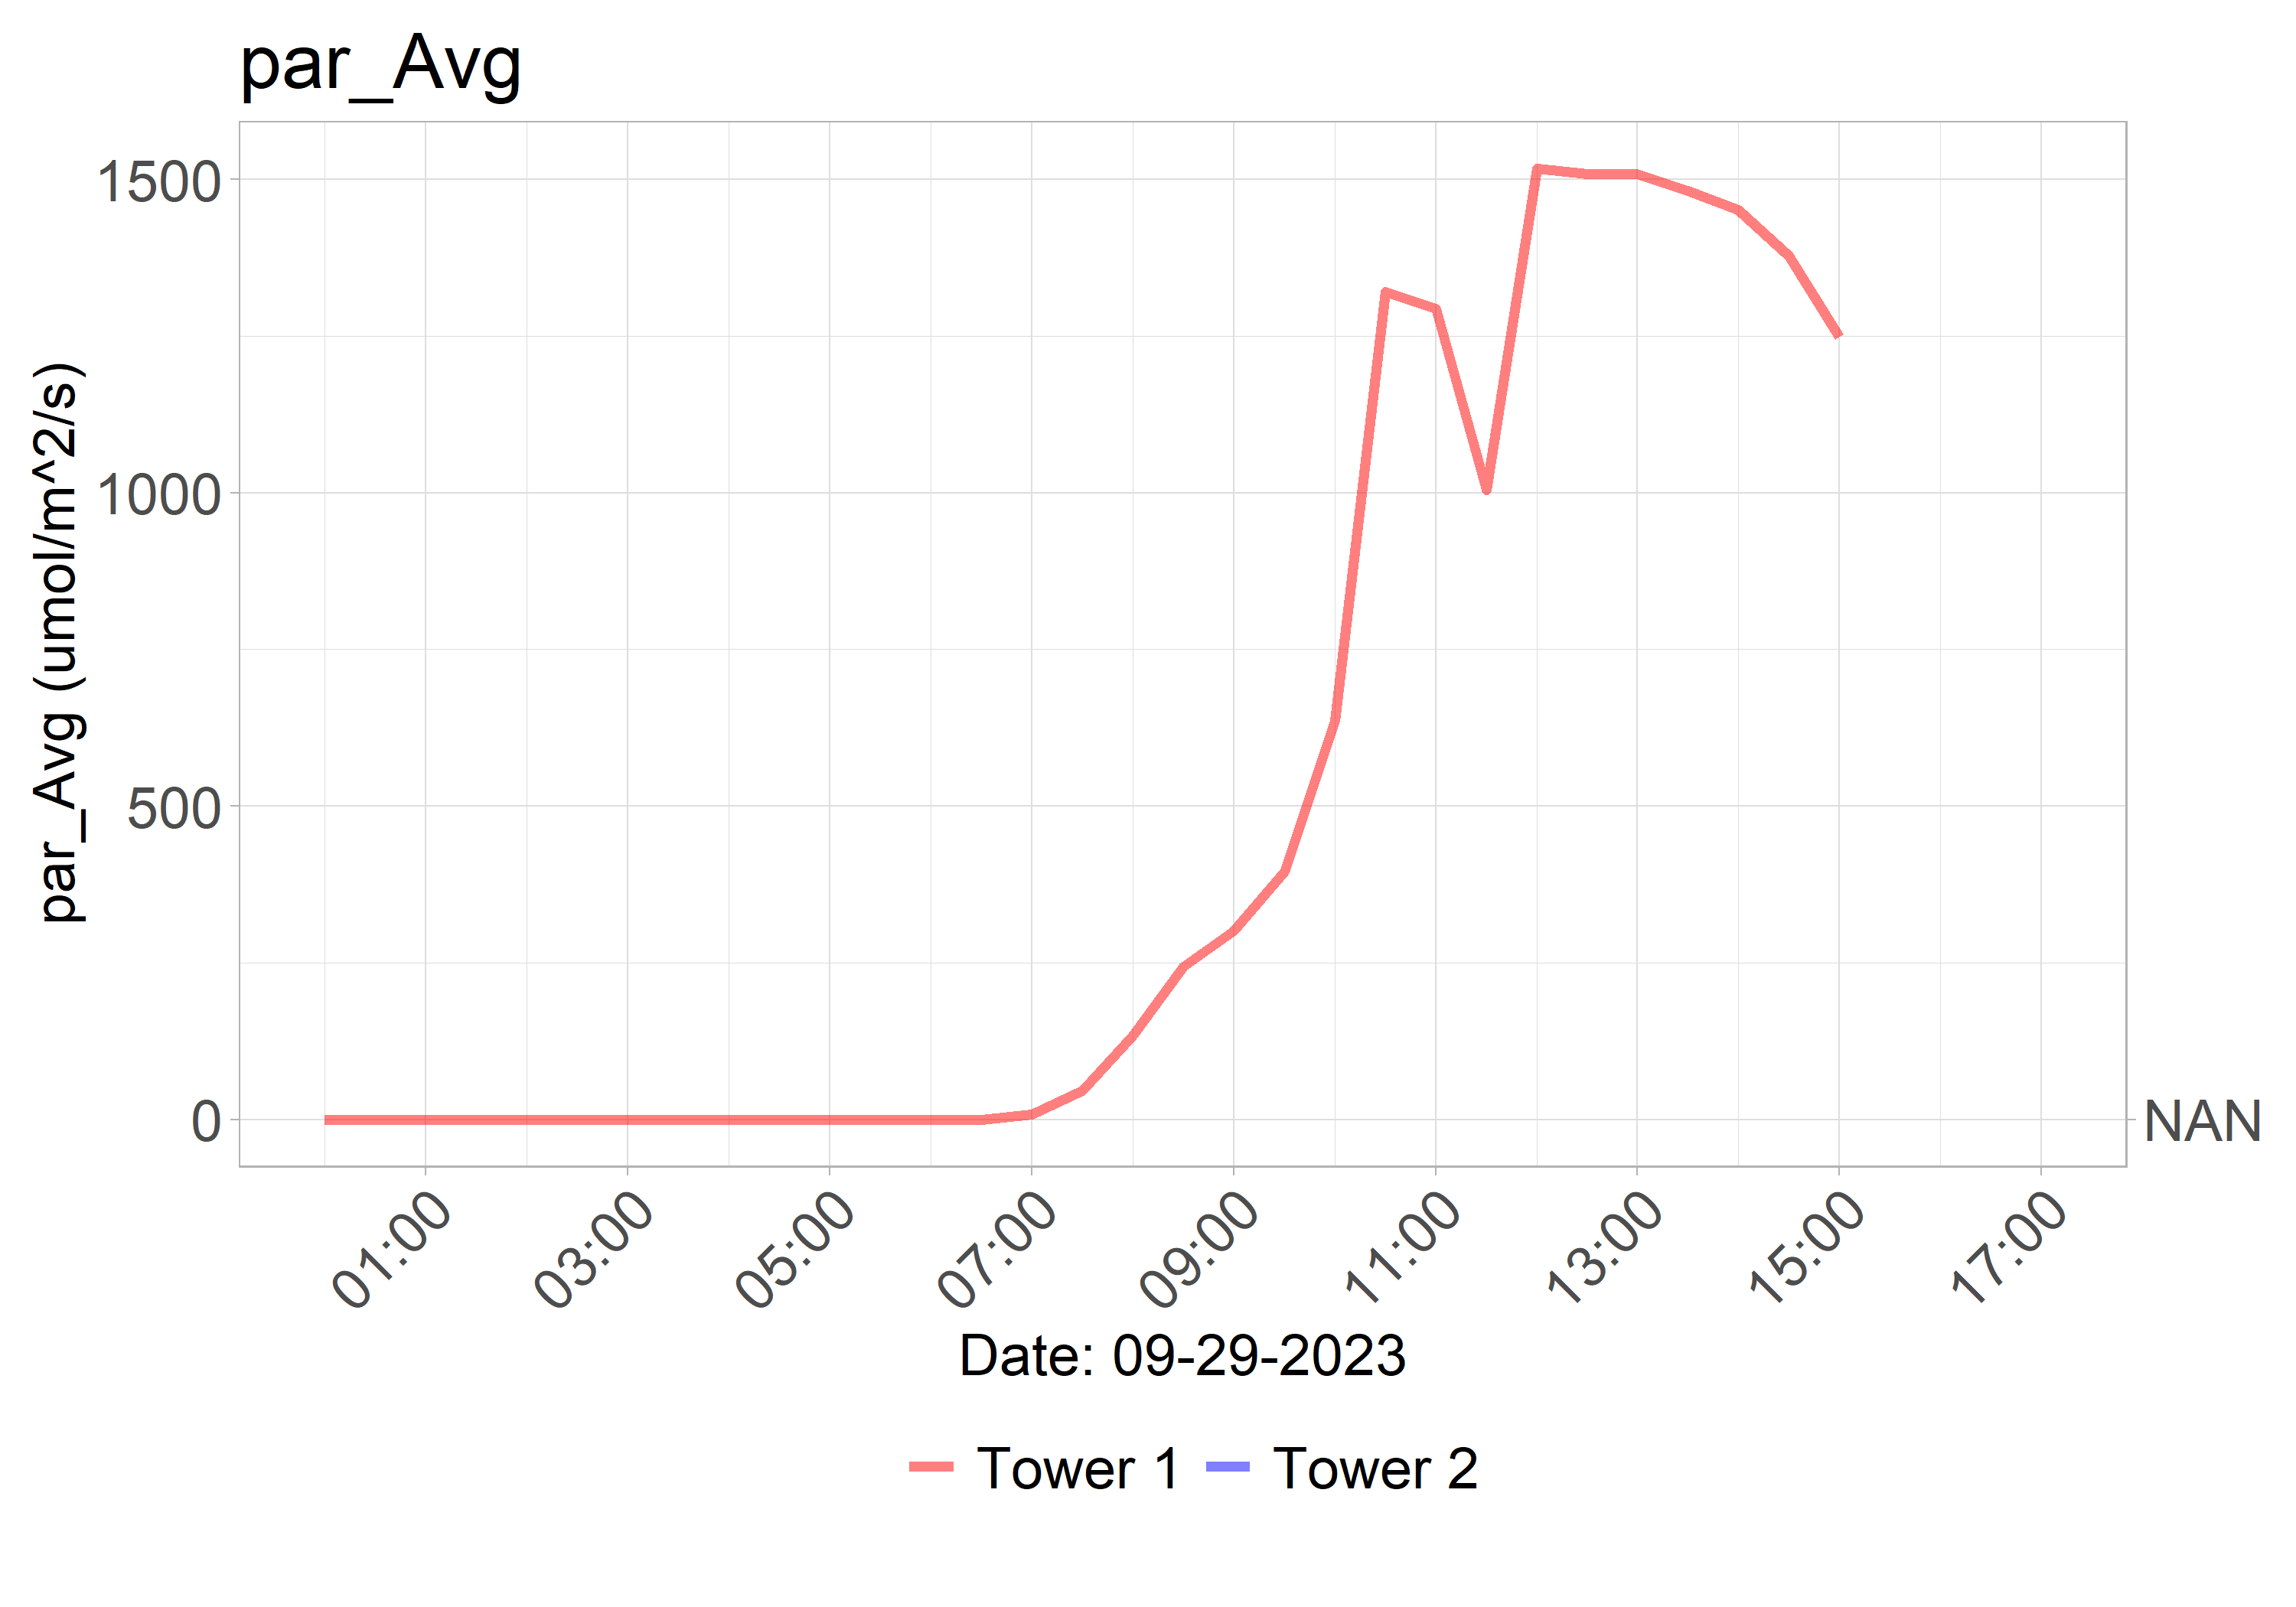 par_Avg
par_Avg (umol/m^2/s)
1500
1000
500
0
NAN
01:00
03:00
05:00
07:00
09:00
11:00
13:00
15:00
17:00
Date: 09-29-2023
Tower 1
Tower 2